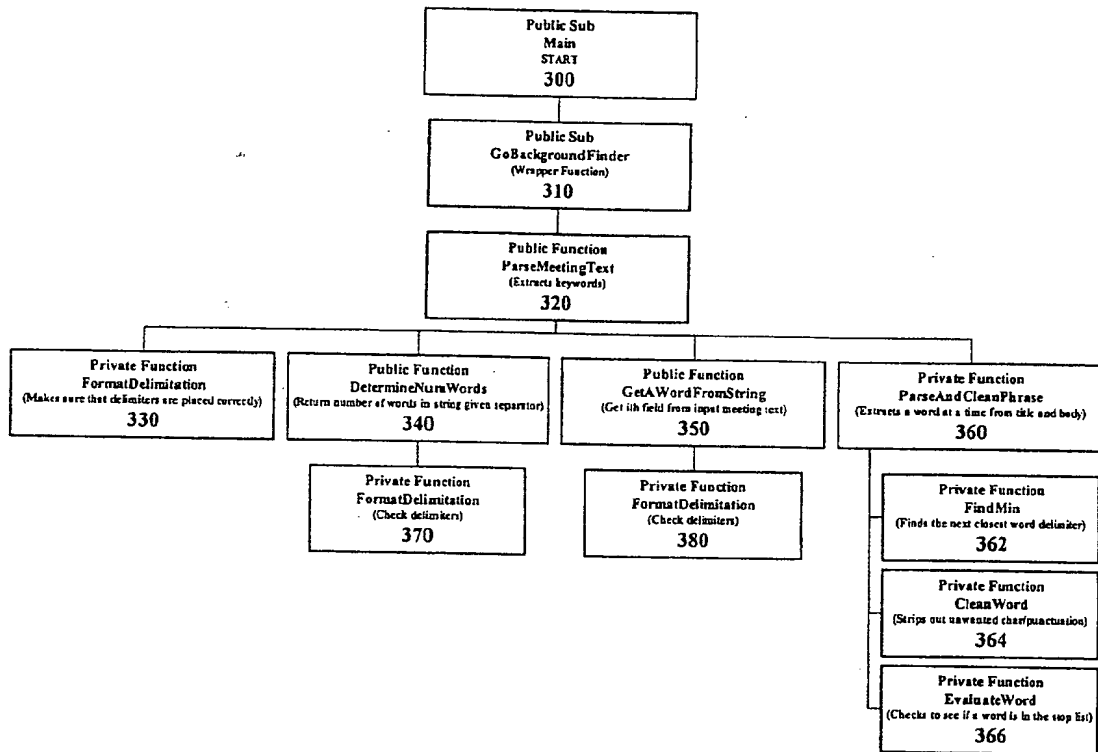 Public Sub
Main
START
300
Public Sub
GoBackgroundFinder
(Wrapper Function)
310
Public Function
ParseMeetingText
(Extracts keywords)
320
Private Function
FormatDelimitation
(Makes sure that delimiters are placed correctly)
330
Public Function
DetermineNumWords
(Return number of words in string given separator)
340
Public Function
GetAWordFromString
(Get ith field from input meeting text)
350
Private Function
ParseAndCleanPhrase
(Extracts a word at a time from title and body)
360
Private Function
FormatDelimitation
(Check delimiters)
370
Private Function
FormatDelimitation
(Check delimiters)
380
Private Function
FindMin
(Finds the next closest word delimiter)
362
Private Function
CleanWord
(Strips out unwanted char/punctuation)
364
Private Function
EvaluateWord
(Checks to see if a word is in the stop list)
366